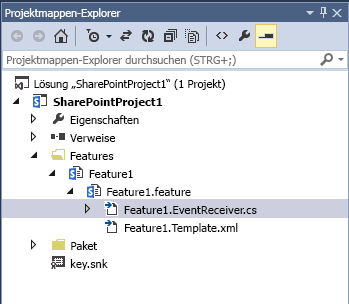 Projektmappen-Explorer
Projektmappen-Explorer durchsuchen (STRG+;)
Lösung „SharePointProject1“ (1 Projekt)
SharePointProject1
Eigenschaften
Verweise
Features
Feature1
Feature1.feature
Feature1.EventReceiver.cs
Feature1.Template.xml
Paket
key.snk